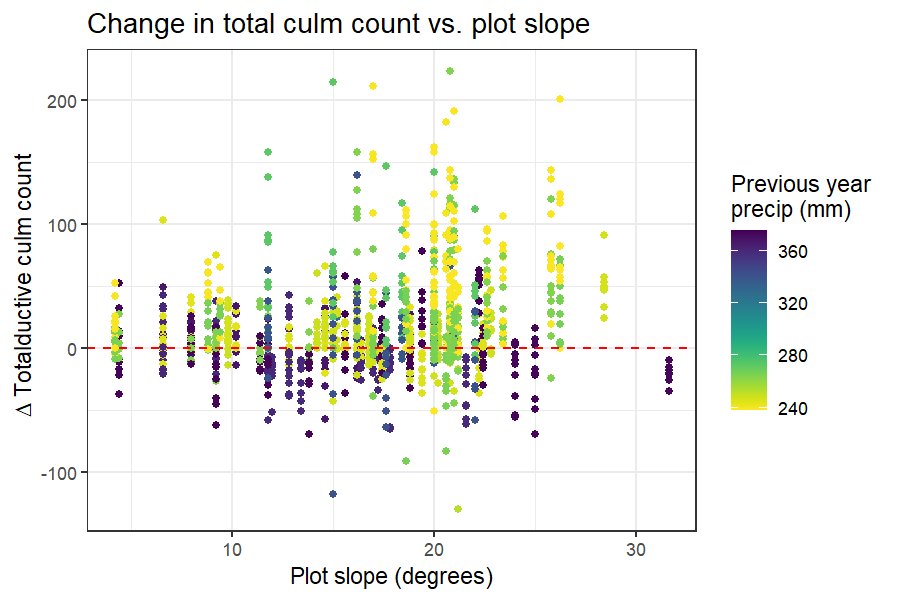 Change in total culm count vs. plot slope
Δ Totalductive culm count
200
100
0
-100
10
20
30
Plot slope (degrees)
Previous year
precip (mm)
360
320
280
240